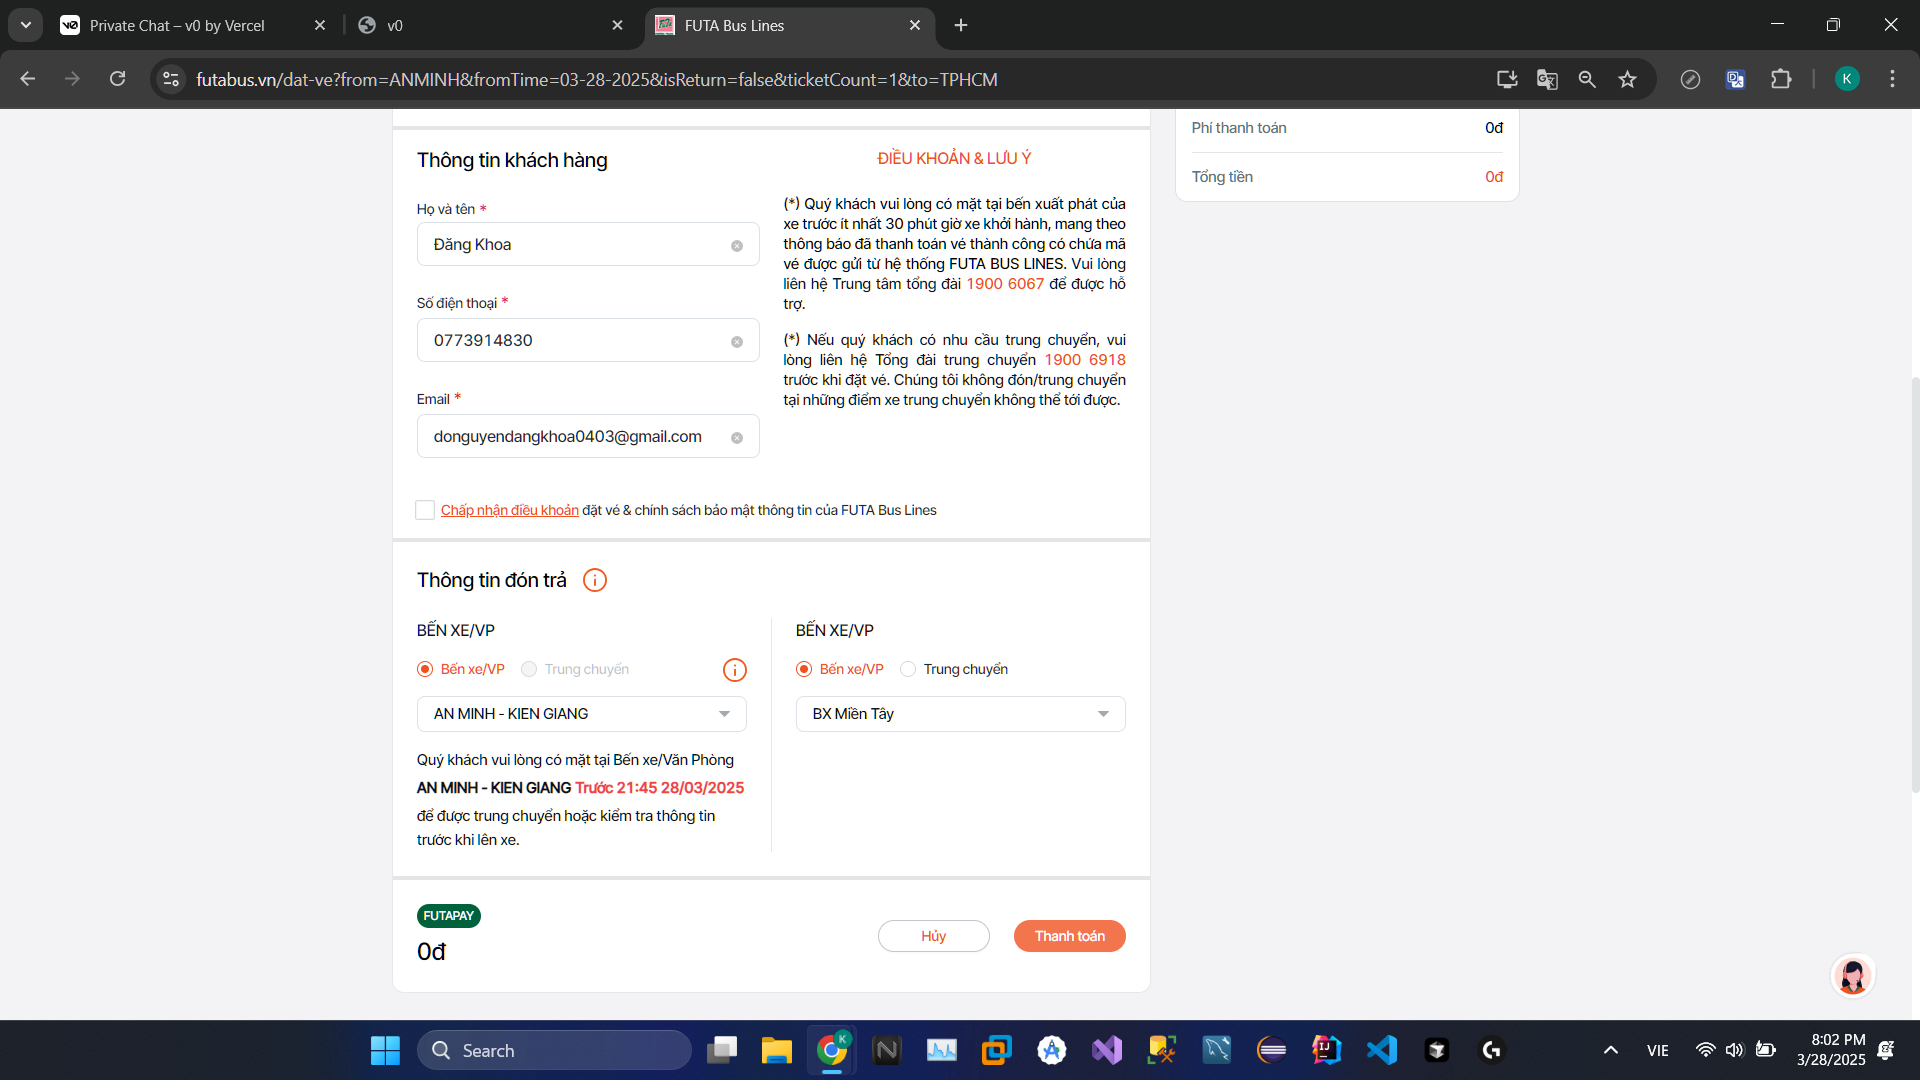 Private Chat – v0 by Vercel
v0
FUTA Bus Lines
futabus.vn/dat-ve?from=ANMINH&fromTime=03-28-2025&isReturn=false&ticketCount=1&to=TPHCM
K
Phí thanh toán 0đ
Tổng tiền 0đ
Thông tin khách hàng
Họ và tên *
Đăng Khoa
Số điện thoại *
0773914830
Email *
donguyendangkhoa0403@gmail.com
ĐIỀU KHOẢN & LƯU Ý
(*) Quý khách vui lòng có mặt tại bến xuất phát của
xe trước ít nhất 30 phút giờ xe khởi hành, mang theo
thông báo đã thanh toán vé thành công có chứa mã
vé được gửi từ hệ thống FUTA BUS LINES. Vui lòng
liên hệ Trung tâm tổng đài 1900 6067 để được hỗ
trợ.
(*) Nếu quý khách có nhu cầu trung chuyển, vui
lòng liên hệ Tổng đài trung chuyển 1900 6918
trước khi đặt vé. Chúng tôi không đón/trung chuyển
tại những điểm xe trung chuyển không thể tới được.
Chấp nhận điều khoản đặt vé & chính sách bảo mật thông tin của FUTA Bus Lines
Thông tin đón trả
BẾN XE/VP
Bến xe/VP Trung chuyển
AN MINH - KIEN GIANG
Quý khách vui lòng có mặt tại Bến xe/Văn Phòng
AN MINH - KIEN GIANG Trước 21:45 28/03/2025
để được trung chuyển hoặc kiểm tra thông tin
trước khi lên xe.
BẾN XE/VP
Bến xe/VP Trung chuyển
BX Miền Tây
FUTAPAY
0đ
Hủy
Thanh toán
Search
K
VIE
8:02 PM
3/28/2025